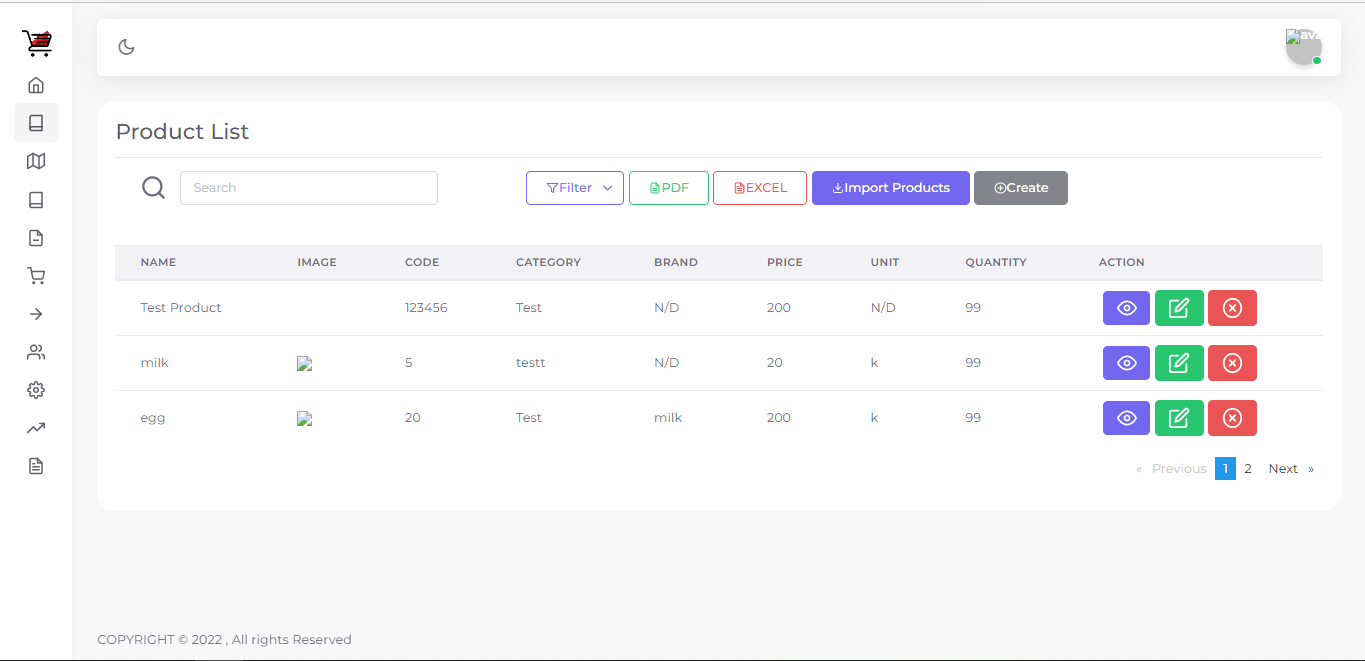 ava
Product List
Search
Filter PDF EXCEL Import Products Create
NAME IMAGE CODE CATEGORY BRAND PRICE UNIT QUANTITY ACTION
Test Product 123456 Test N/D 200 N/D 99
milk 5 testt N/D 20 k 99
egg 20 Test milk 200 k 99
« Previous 1 2 Next »
COPYRIGHT © 2022 , All rights Reserved